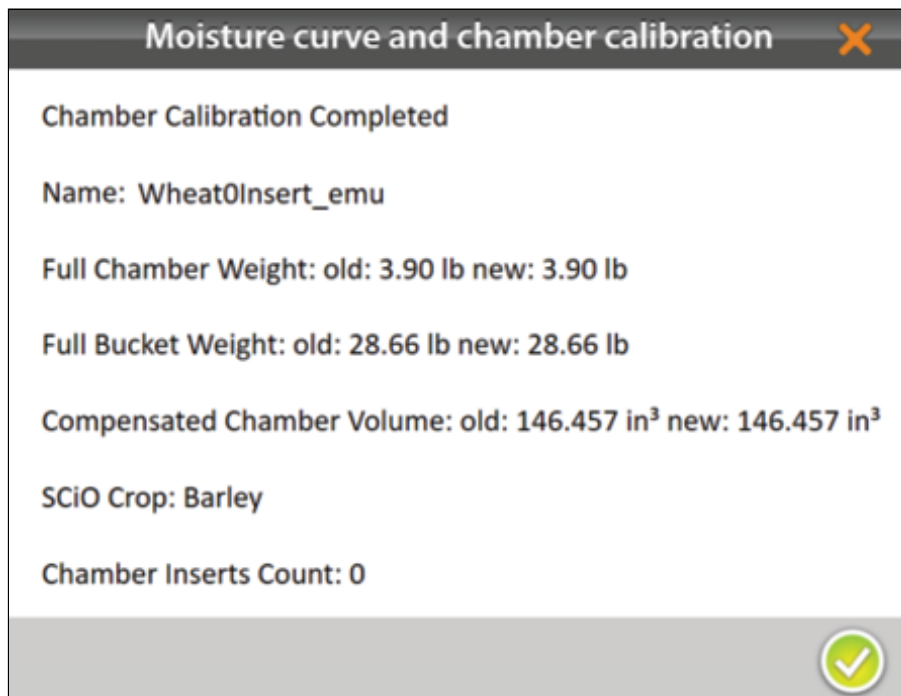 Moisture curve and chamber calibration
Chamber Calibration Completed
Name: Wheat0Insert_emu
Full Chamber Weight: old: 3.90 lb new: 3.90 lb
Full Bucket Weight: old: 28.66 lb new: 28.66 lb
Compensated Chamber Volume: old: 146.457 in³ new: 146.457 in³
SCiO Crop: Barley
Chamber Inserts Count: 0